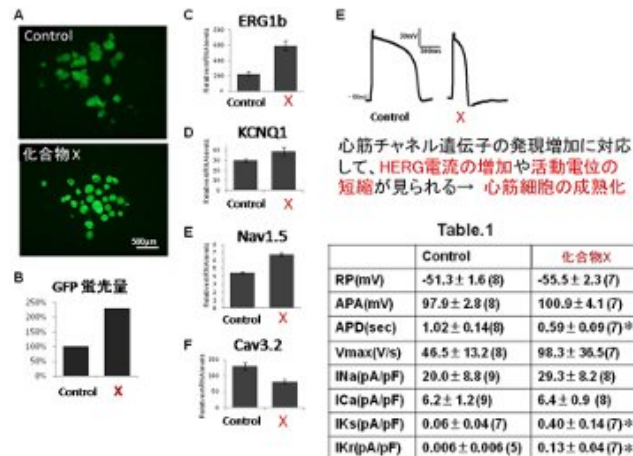 A
Control
化合物X
500μm
B
GFP 蛍光量
250%
200%
150%
100%
50%
0%
X
C
ERG1b
Control
X
D
KCNQ1
Control
X
E
Nav1.5
Control
X
F
Cav3.2
Control
X
E
Control
X
心筋チャネル遺伝子の発現増加に対応
して、HERG電流の増加や活動電位の
短縮が見られる→ 心筋細胞の成熟化
Table.1
Control 化合物X
RP(mV) -51.3±1.6 (8) -55.5±2.3 (7)
APA(mV) 97.9±2.8 (8) 100.9±4.1 (7)
APD(sec) 1.02±0.14(8) 0.59±0.09 (7)*
Vmax(V/s) 46.5±13.2 (8) 98.3±36.5(7)
INa(pA/pF) 20.0±8.8 (9) 29.3±8.2 (8)
ICa(pA/pF) 6.2±1.2(9) 6.4±0.9 (8)
IKs(pA/pF) 0.06±0.04 (7) 0.40±0.14 (7)*
IKr(pA/pF) 0.006±0.006 (5) 0.13±0.04 (7)*